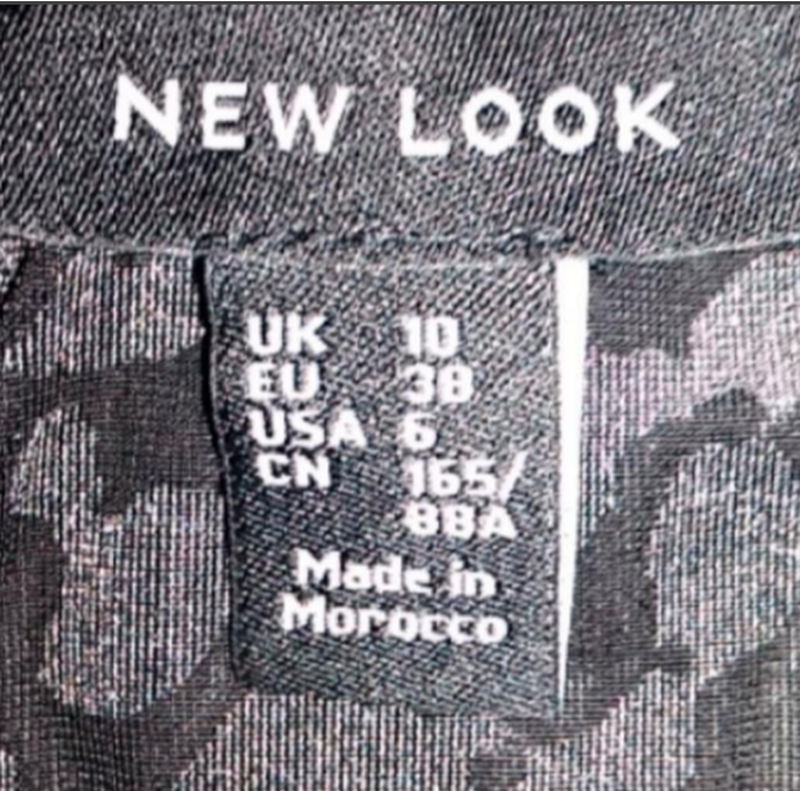 NEW LOOK
UK 10
EU 38
USA 6
CN 165/
88A
Made in
Morocco